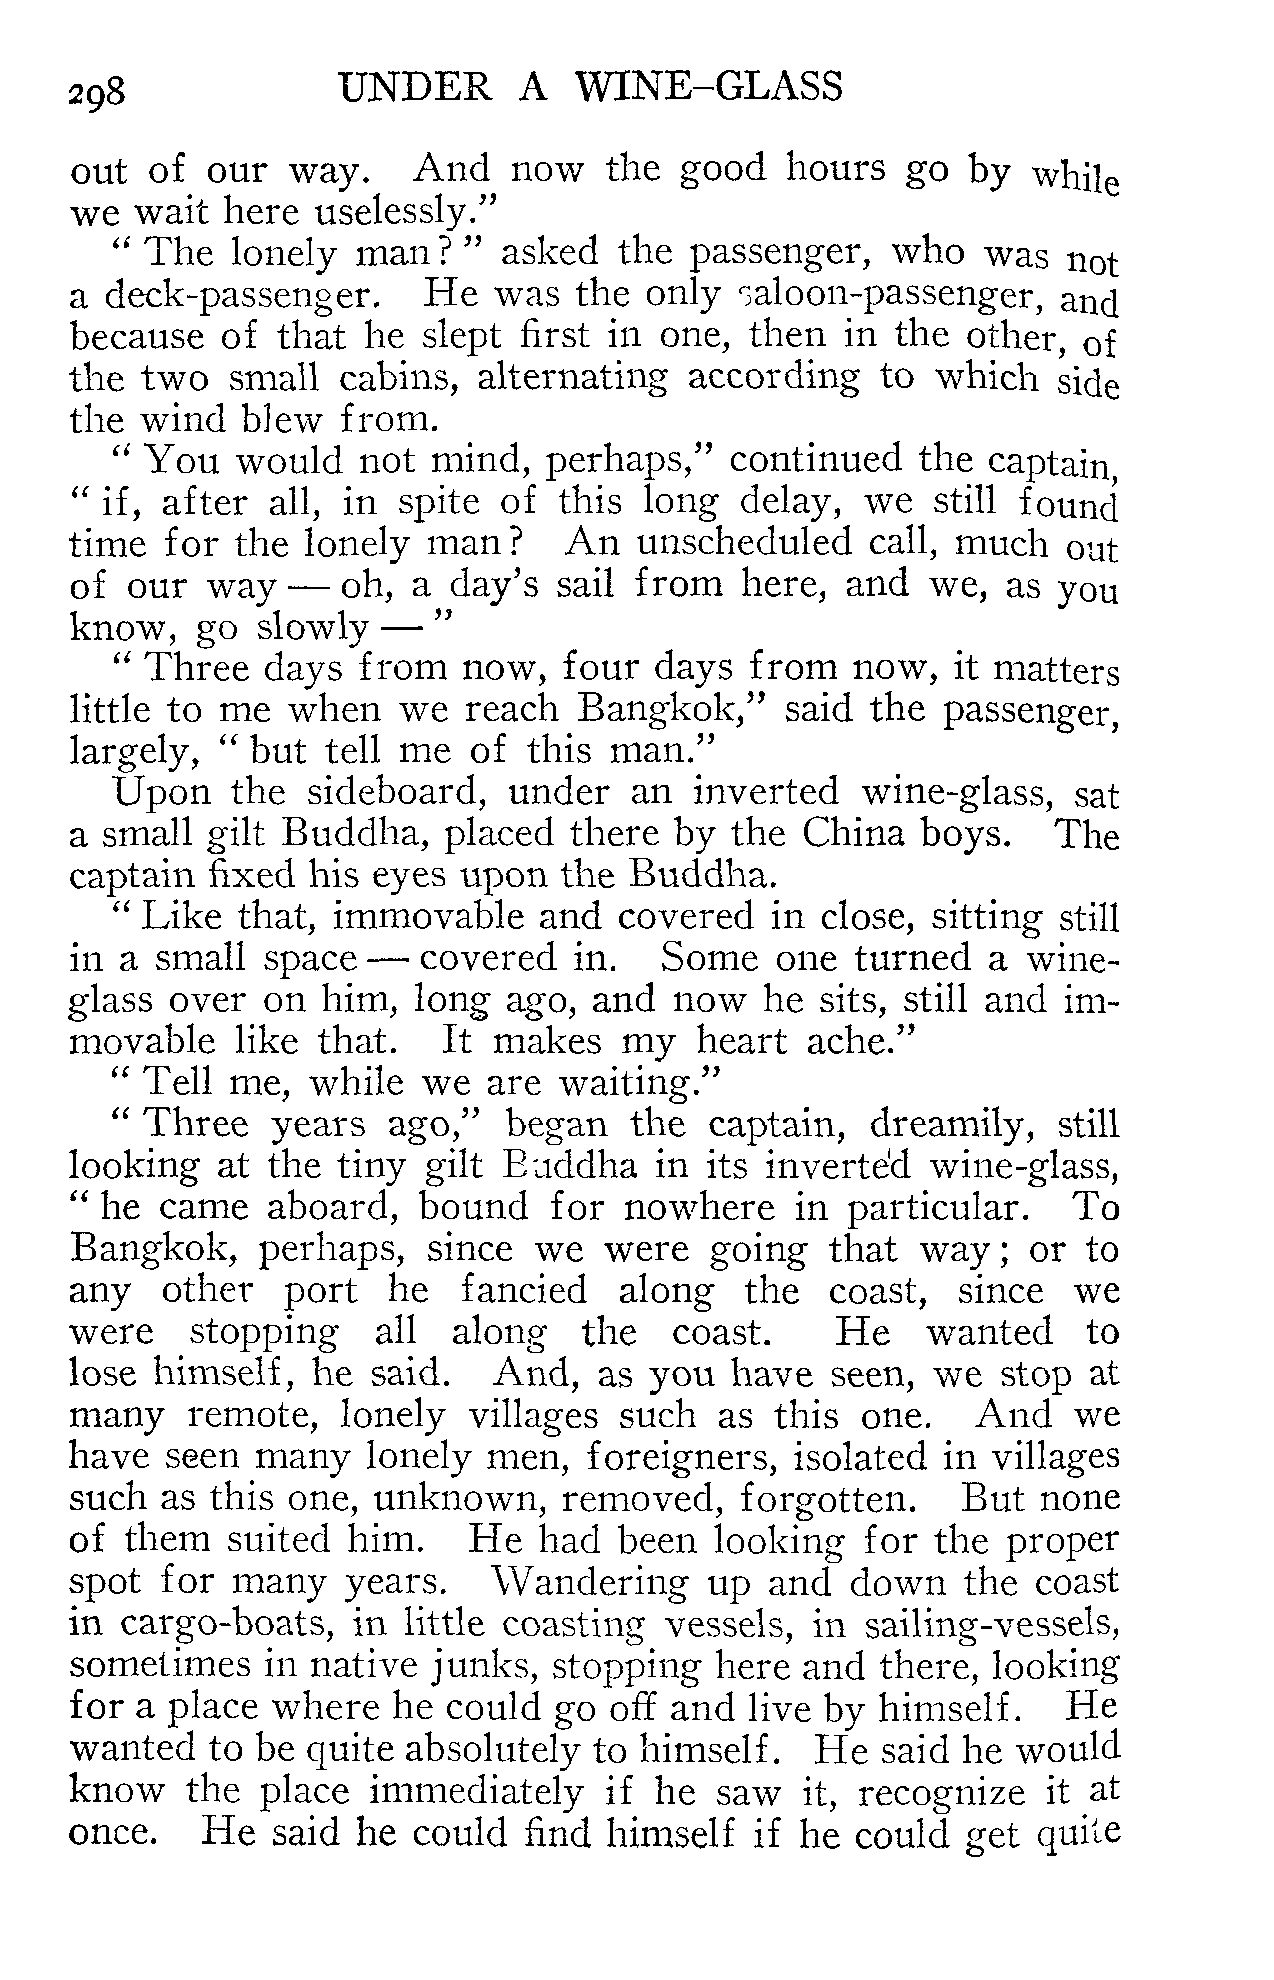 298 UNDER A WINE-GLASS
out of our way. And now the good hours go by while
we wait here uselessly."
" The lonely man? " asked the passenger, who was not
a deck-passenger. He was the only saloon-passenger, and
because of that he slept first in one, then in the other, of
the two small cabins, alternating according to which side
the wind blew from.
" You would not mind, perhaps," continued the captain,
" if, after all, in spite of this long delay, we still found
time for the lonely man? An unscheduled call, much out
of our way — oh, a day's sail from here, and we, as you
know, go slowly — "
" Three days from now, four days from now, it matters
little to me when we reach Bangkok," said the passenger,
largely, " but tell me of this man."
Upon the sideboard, under an inverted wine-glass, sat
a small gilt Buddha, placed there by the China boys. The
captain fixed his eyes upon the Buddha.
" Like that, immovable and covered in close, sitting still
in a small space — covered in. Some one turned a wine-
glass over on him, long ago, and now he sits, still and im-
movable like that. It makes my heart ache."
" Tell me, while we are waiting."
" Three years ago," began the captain, dreamily, still
looking at the tiny gilt Buddha in its inverted wine-glass,
" he came aboard, bound for nowhere in particular. To
Bangkok, perhaps, since we were going that way; or to
any other port he fancied along the coast, since we
were stopping all along the coast. He wanted to
lose himself, he said. And, as you have seen, we stop at
many remote, lonely villages such as this one. And we
have seen many lonely men, foreigners, isolated in villages
such as this one, unknown, removed, forgotten. But none
of them suited him. He had been looking for the proper
spot for many years. Wandering up and down the coast
in cargo-boats, in little coasting vessels, in sailing-vessels,
sometimes in native junks, stopping here and there, looking
for a place where he could go off and live by himself. He
wanted to be quite absolutely to himself. He said he would
know the place immediately if he saw it, recognize it at
once. He said he could find himself if he could get quite